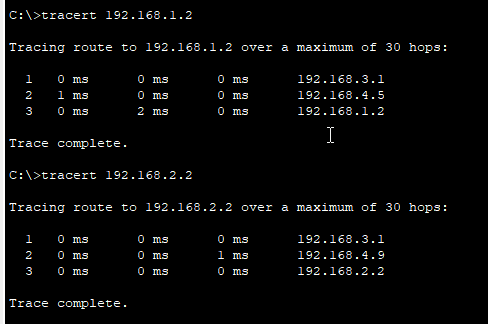 C:\>tracert 192.168.1.2
Tracing route to 192.168.1.2 over a maximum of 30 hops:
1 0 ms 0 ms 0 ms 192.168.3.1
2 1 ms 0 ms 0 ms 192.168.4.5
3 0 ms 2 ms 0 ms 192.168.1.2
Trace complete.
C:\>tracert 192.168.2.2
Tracing route to 192.168.2.2 over a maximum of 30 hops:
1 0 ms 0 ms 0 ms 192.168.3.1
2 0 ms 0 ms 1 ms 192.168.4.9
3 0 ms 0 ms 0 ms 192.168.2.2
Trace complete.